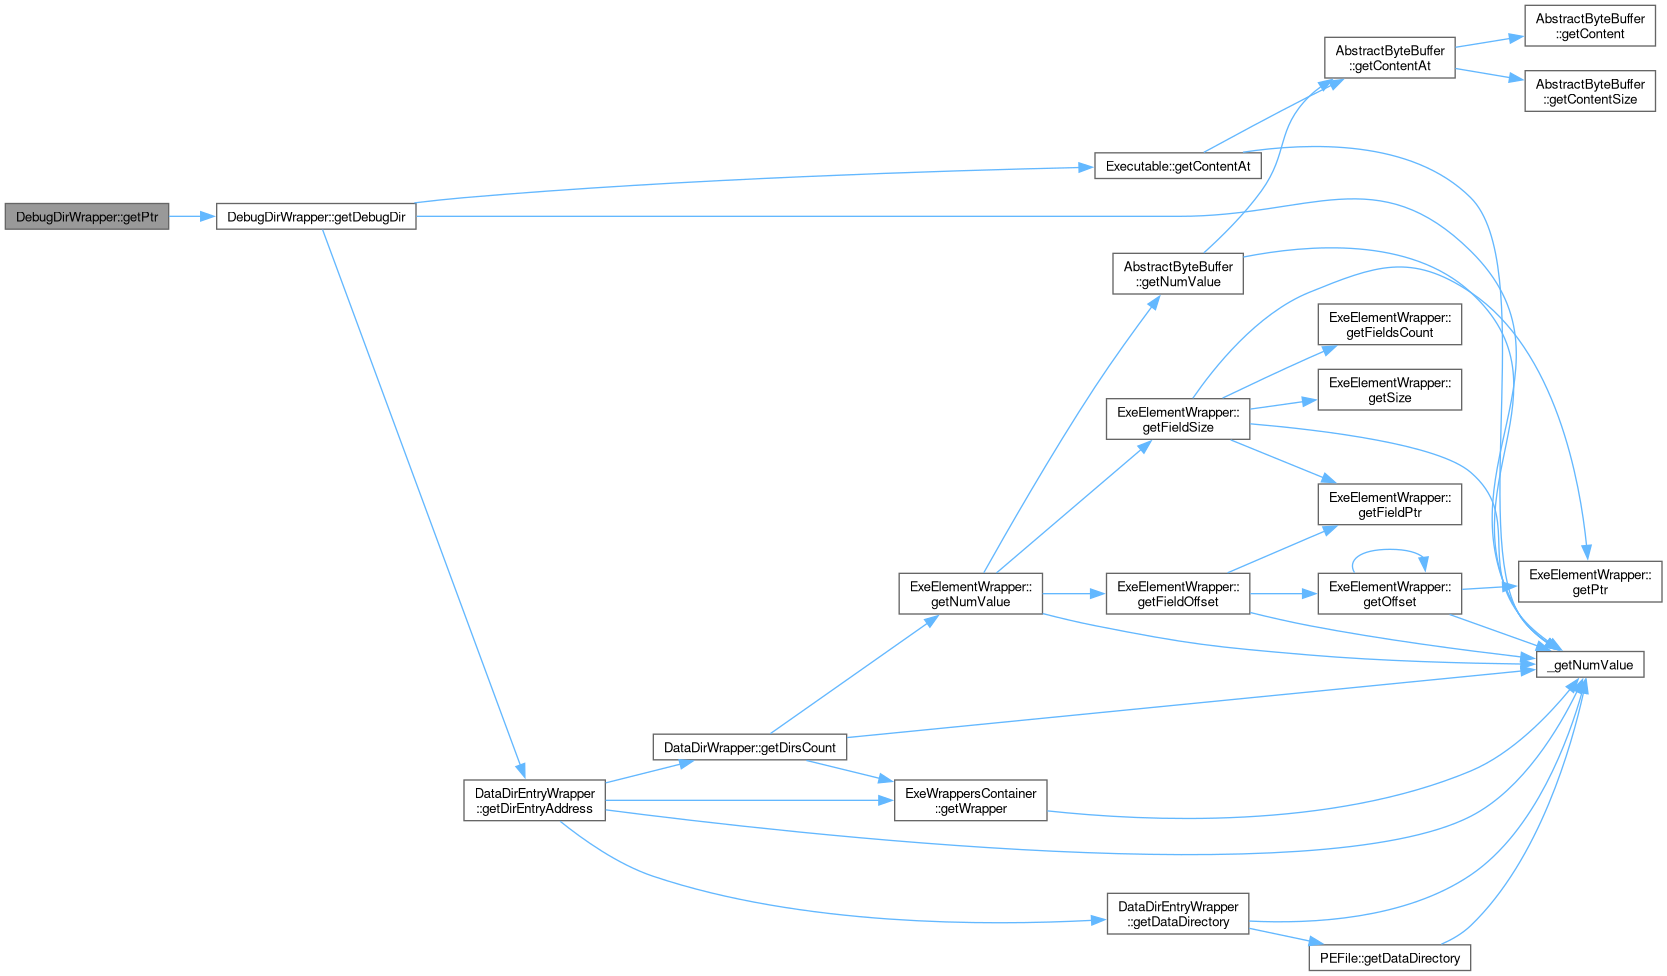 AbstractByteBuffer
::getContent
AbstractByteBuffer
::getContentAt
AbstractByteBuffer
::getContentSize
Executable::getContentAt
DebugDirWrapper::getPtr
DebugDirWrapper::getDebugDir
AbstractByteBuffer
::getNumValue
ExeElementWrapper::
getFieldsCount
ExeElementWrapper::
getSize
ExeElementWrapper::
getFieldSize
ExeElementWrapper::
getFieldPtr
ExeElementWrapper::
getNumValue
ExeElementWrapper::
getFieldOffset
ExeElementWrapper::
getOffset
ExeElementWrapper::
getPtr
_getNumValue
DataDirWrapper::getDirsCount
DataDirEntryWrapper
::getDirEntryAddress
ExeWrappersContainer
::getWrapper
DataDirEntryWrapper
::getDataDirectory
PEFile::getDataDirectory